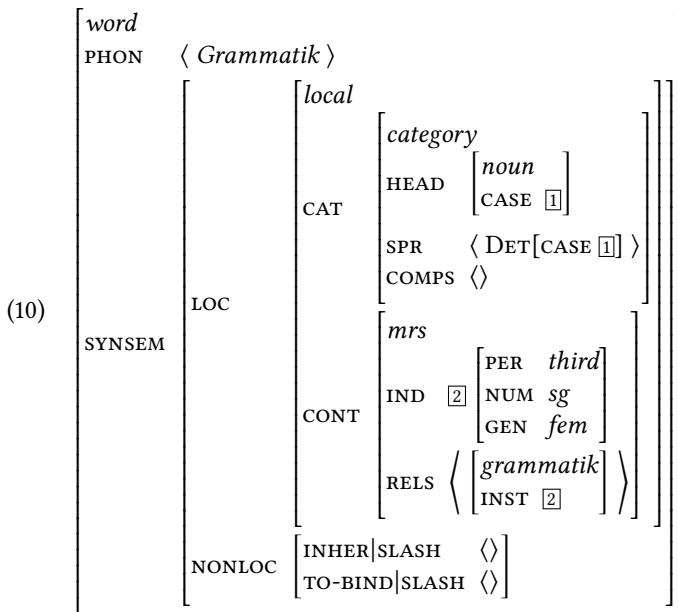 word
PHON ⟨ Grammatik ⟩
local
category
HEAD noun
CASE 1
CAT
SPR ⟨ DET[CASE 1] ⟩
COMPS ⟨⟩
(10)
LOC
SYNSEM
mrs
PER third
IND 2 NUM sg
GEN fem
CONT
RELS ⟨ grammatik
INST 2 ⟩
INHER|SLASH ⟨⟩
NONLOC
TO-BIND|SLASH ⟨⟩